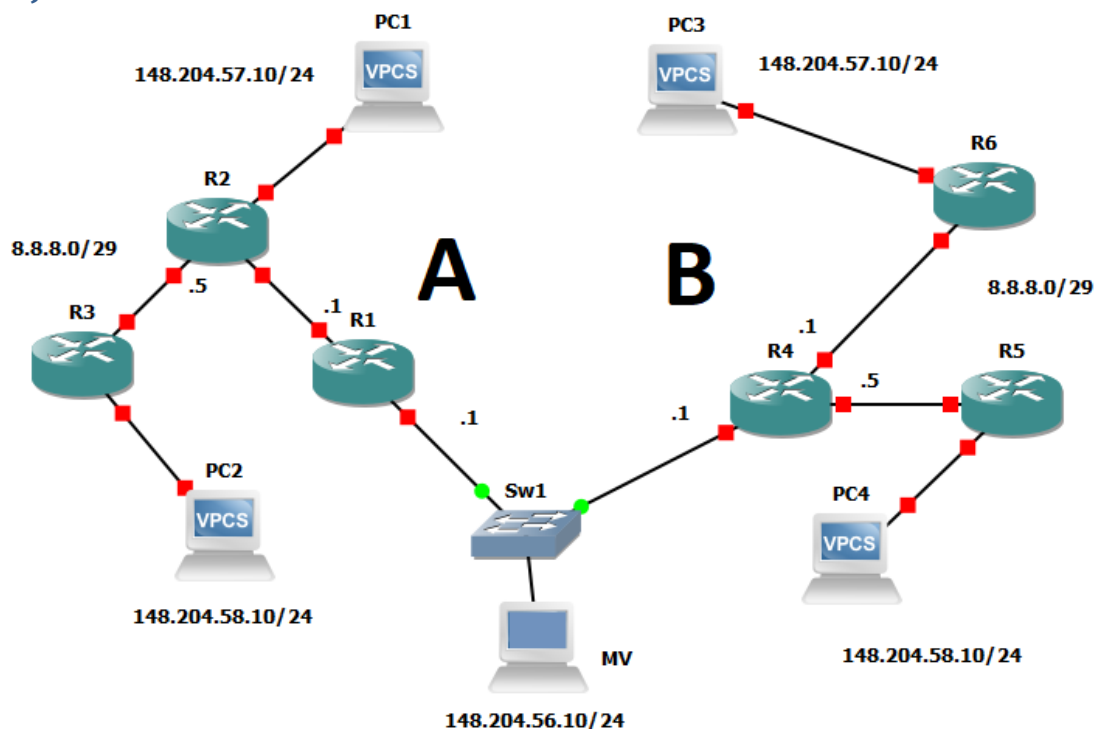 PC1
PC3
148.204.57.10/24
VPCS
VPCS
148.204.57.10/24
R6
R2
A
B
8.8.8.0/29
.5
8.8.8.0/29
R3
.1
R1
.1
R4
.5
R5
.1
.1
PC2
Sw1
PC4
VPCS
VPCS
148.204.58.10/24
MV
148.204.58.10/24
148.204.56.10/24